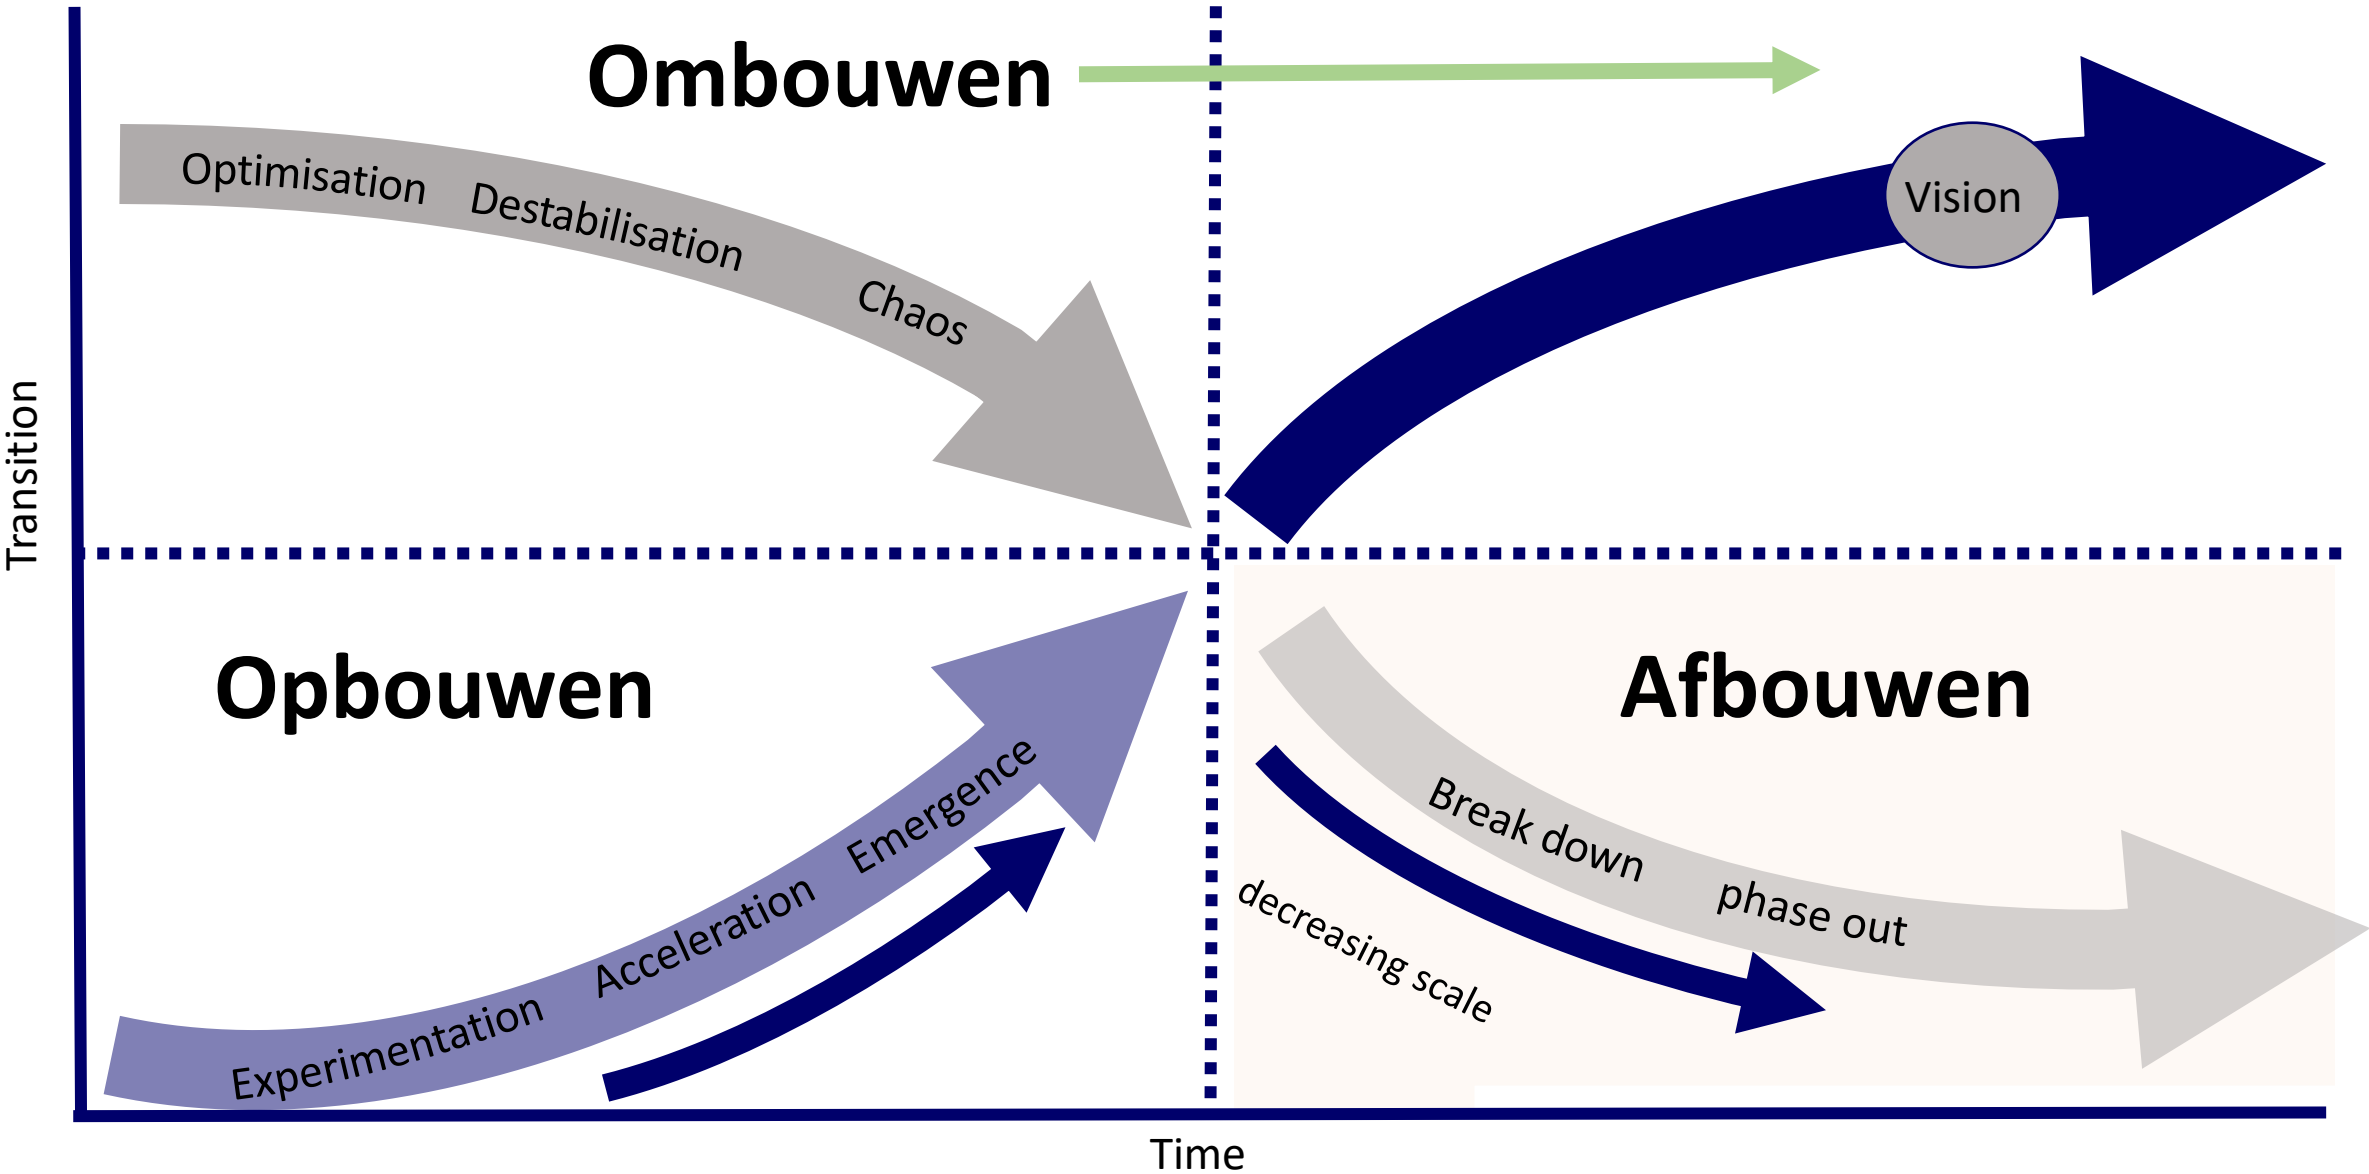 Ombouwen
Optimisation
Destabilisation
Chaos
Vision
Transition
Opbouwen
Afbouwen
Experimentation
Acceleration
Emergence
Break down
phase out
decreasing scale
Time